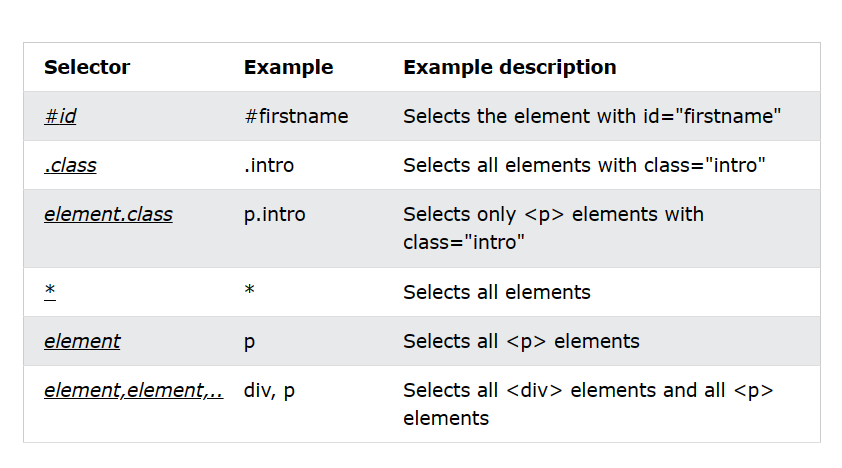 Selector Example Example description
#id #firstname Selects the element with id="firstname"
.class .intro Selects all elements with class="intro"
element.class p.intro Selects only <p> elements with
class="intro"
* * Selects all elements
element p Selects all <p> elements
element,element,.. div, p Selects all <div> elements and all <p>
elements